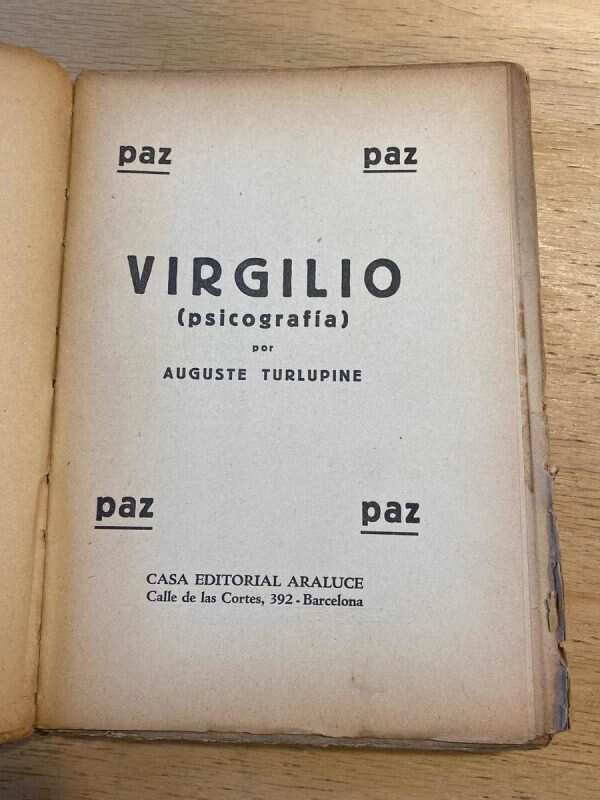 paz paz
VIRGILIO
(psicografía)
por
AUGUSTE TURLUPINE
paz paz
CASA EDITORIAL ARALUCE
Calle de las Cortes, 392 - Barcelona